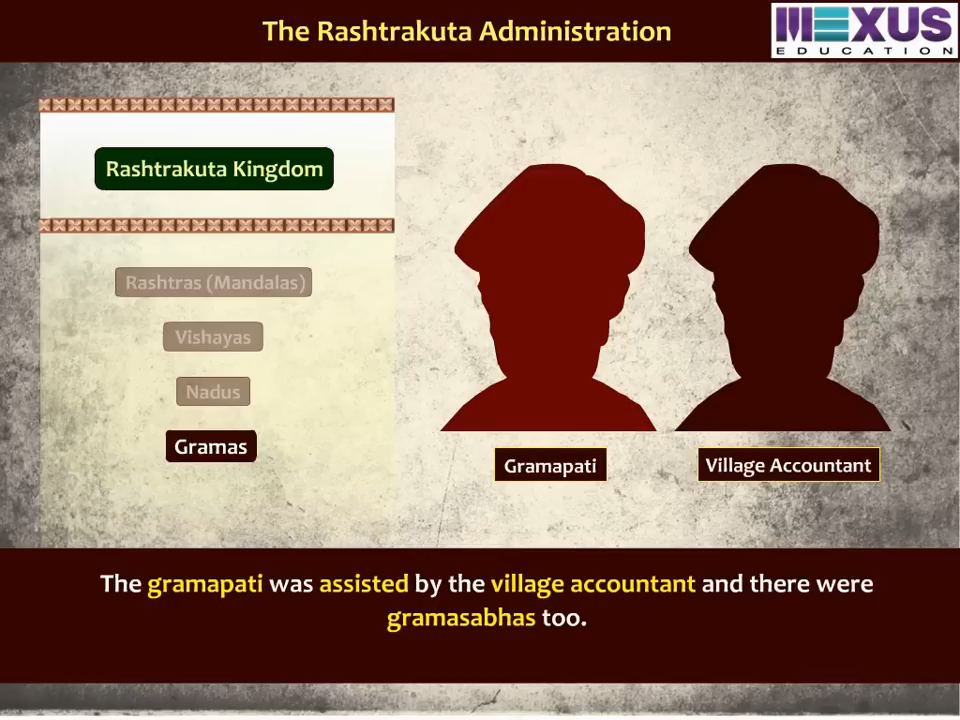 The Rashtrakuta Administration
MEXUS
EDUCATION
Rashtrakuta Kingdom
Rashtras (Mandalas)
Vishayas
Nadus
Gramas
Gramapati
Village Accountant
The gramapati was assisted by the village accountant and there were
gramasabhas too.